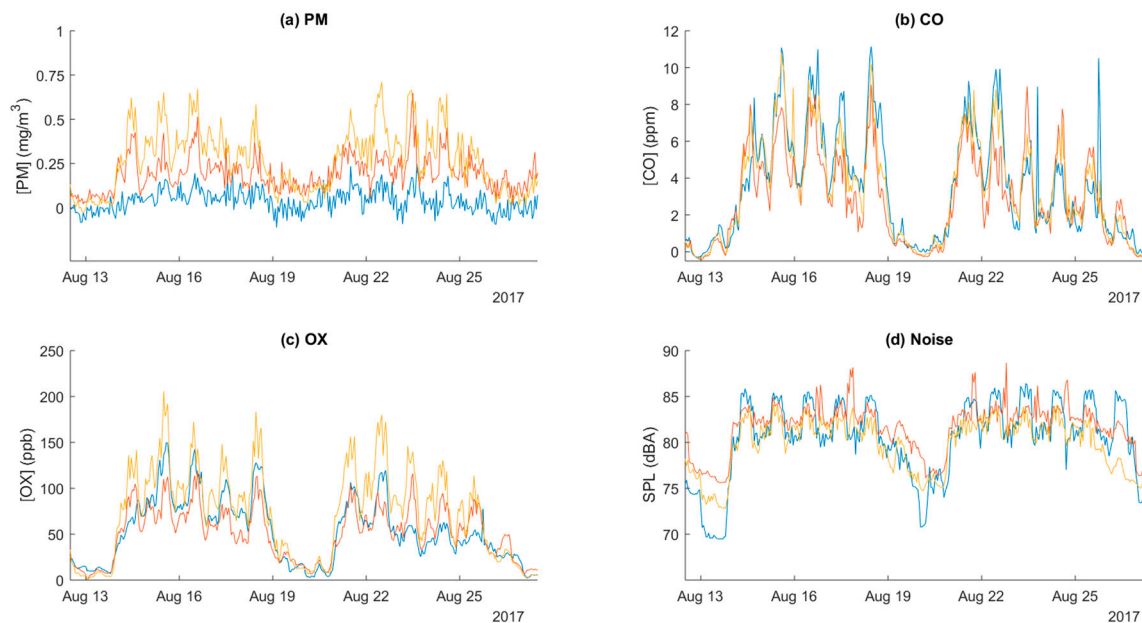 (a) PM
1
0.75
0.5
0.25
0
[PM] (mg/m³)
Aug 13 Aug 16 Aug 19 Aug 22 Aug 25
2017
(b) CO
12
10
8
6
4
2
0
[CO] (ppm)
Aug 13 Aug 16 Aug 19 Aug 22 Aug 25
2017
(c) OX
250
200
150
100
50
0
[OX] (ppb)
Aug 13 Aug 16 Aug 19 Aug 22 Aug 25
2017
(d) Noise
90
85
80
75
70
SPL (dBA)
Aug 13 Aug 16 Aug 19 Aug 22 Aug 25
2017